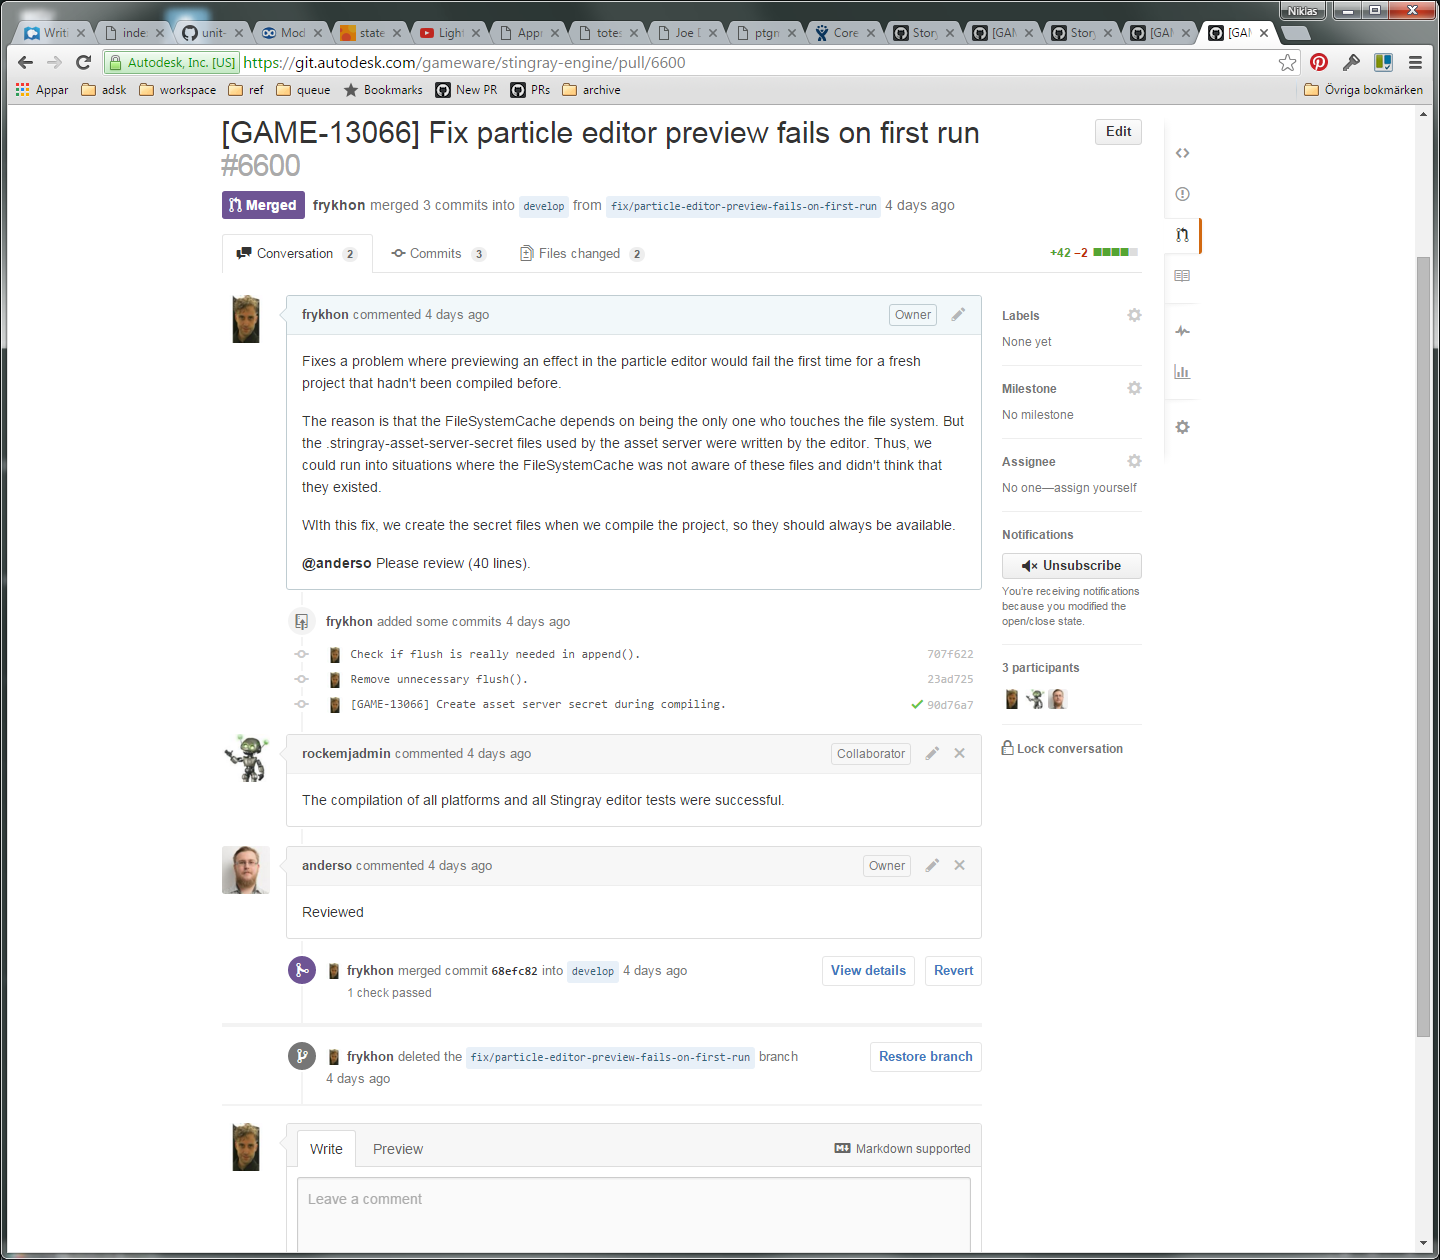 Niklas
Writi
inde
unit-
Mod
state
Light
Appr
totes
Joe D
ptgn
Core
Story
[GAM
Story
[GAM
[GAM
Autodesk, Inc. [US] https://git.autodesk.com/gameware/stingray-engine/pull/6600
Appar adsk workspace ref queue Bookmarks New PR PRs archive Övriga bokmärken
[GAME-13066] Fix particle editor preview fails on first run
#6600
Edit
Merged frykhon merged 3 commits into develop from fix/particle-editor-preview-fails-on-first-run 4 days ago
Conversation 2 Commits 3 Files changed 2 +42 −2
frykhon commented 4 days ago Owner
Fixes a problem where previewing an effect in the particle editor would fail the first time for a fresh
project that hadn't been compiled before.
The reason is that the FileSystemCache depends on being the only one who touches the file system. But
the .stringray-asset-server-secret files used by the asset server were written by the editor. Thus, we
could run into situations where the FileSystemCache was not aware of these files and didn't think that
they existed.
WIth this fix, we create the secret files when we compile the project, so they should always be available.
@anderso Please review (40 lines).
frykhon added some commits 4 days ago
Check if flush is really needed in append(). 707f622
Remove unnecessary flush(). 23ad725
[GAME-13066] Create asset server secret during compiling. 90d76a7
rockemjadmin commented 4 days ago Collaborator
The compilation of all platforms and all Stingray editor tests were successful.
anderso commented 4 days ago Owner
Reviewed
frykhon merged commit 68efc82 into develop 4 days ago View details Revert
1 check passed
frykhon deleted the fix/particle-editor-preview-fails-on-first-run branch Restore branch
4 days ago
Write Preview Markdown supported
Leave a comment
Labels
None yet
Milestone
No milestone
Assignee
No one—assign yourself
Notifications
Unsubscribe
You're receiving notifications
because you modified the
open/close state.
3 participants
Lock conversation